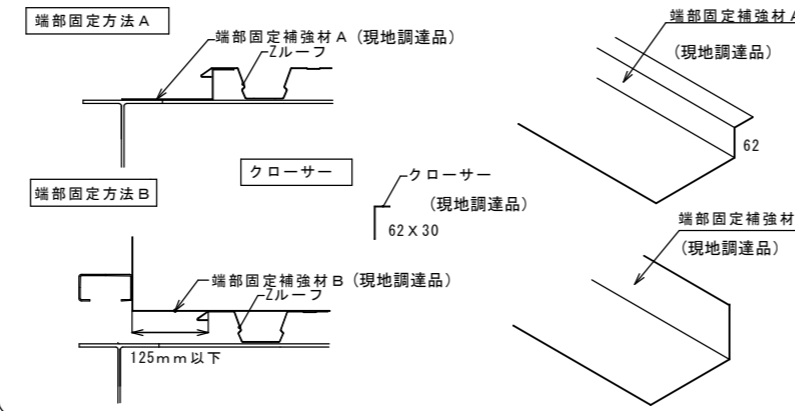 端部固定方法A
端部固定補強材A（現地調達品）
Zルーフ
端部固定補強材A
（現地調達品）
62
クローサー
クローサー
（現地調達品）
62X30
端部固定方法B
端部固定補強材B（現地調達品）
Zルーフ
125mm以下
端部固定補強材
（現地調達品）